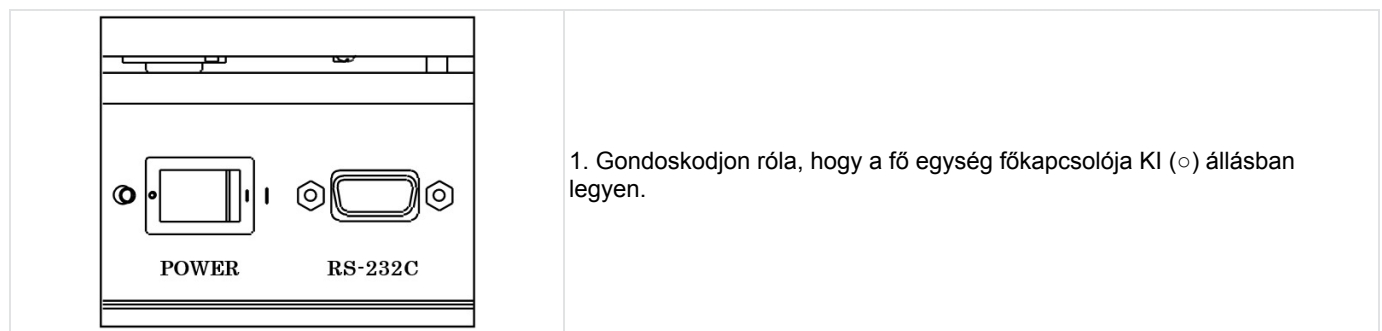 POWER
RS-232C
1. Gondoskodjon róla, hogy a fő egység főkapcsolója KI (○) állásban
legyen.